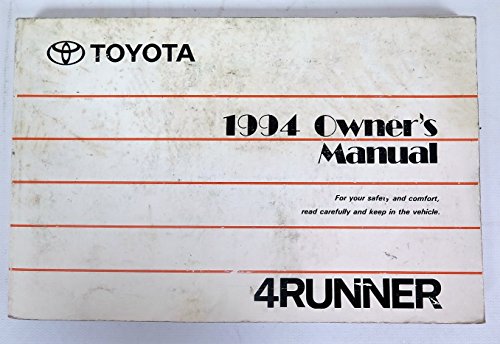 TOYOTA
1994 Owner's
Manual
For your safety and comfort,
read carefully and keep in the vehicle.
4RUNNER